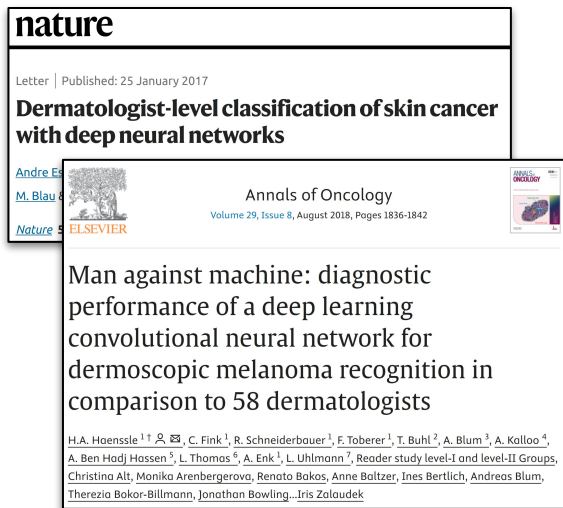 nature
Letter | Published: 25 January 2017
Dermatologist-level classification of skin cancer
with deep neural networks
Andre Es
M. Blau &
Nature 5
ELSEVIER
Annals of Oncology
Volume 29, Issue 8, August 2018, Pages 1836-1842
ANNALS OF
ONCOLOGY
Man against machine: diagnostic
performance of a deep learning
convolutional neural network for
dermoscopic melanoma recognition in
comparison to 58 dermatologists
H.A. Haenssle ¹ †, C. Fink ¹, R. Schneiderbauer ¹, F. Toberer ¹, T. Buhl ², A. Blum ³, A. Kalloo ⁴,
A. Ben Hadj Hassen ⁵, L. Thomas ⁶, A. Enk ¹, L. Uhlmann ⁷, Reader study level-I and level-II Groups,
Christina Alt, Monika Arenbergerova, Renato Bakos, Anne Baltzer, Ines Bertlich, Andreas Blum,
Therezia Bokor-Billmann, Jonathan Bowling...Iris Zalaudek